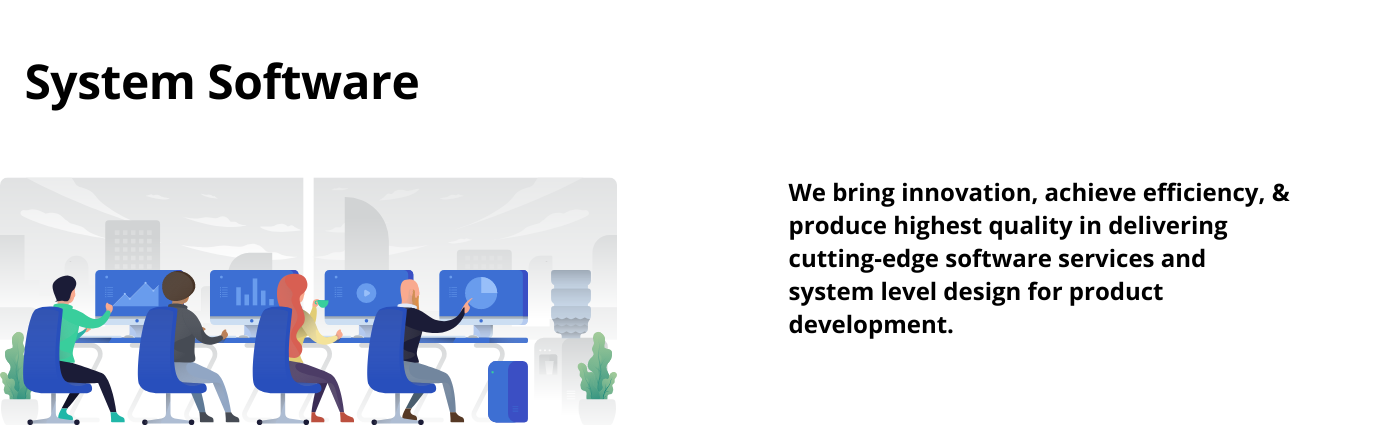 System Software
We bring innovation, achieve efficiency, &
produce highest quality in delivering
cutting-edge software services and
system level design for product
development.